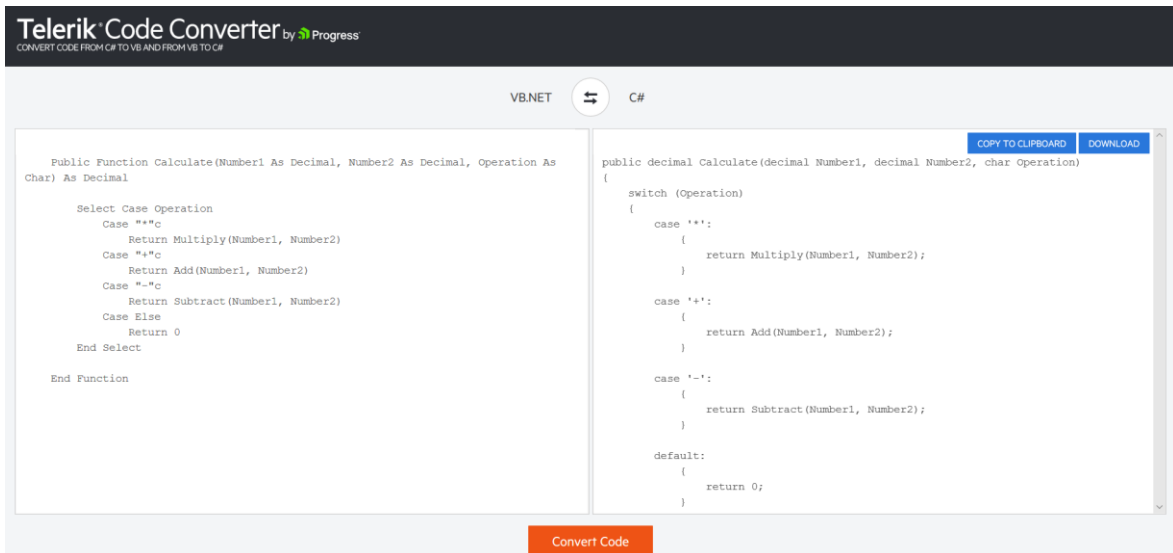 Telerik® Code Converter by Progress®
CONVERT CODE FROM C# TO VB AND FROM VB TO C#
VB.NET C#
Public Function Calculate(Number1 As Decimal, Number2 As Decimal, Operation As
Char) As Decimal
Select Case Operation
Case "*"c
Return Multiply(Number1, Number2)
Case "+"c
Return Add(Number1, Number2)
Case "-"c
Return Subtract(Number1, Number2)
Case Else
Return 0
End Select
End Function
COPY TO CLIPBOARD DOWNLOAD
public decimal Calculate(decimal Number1, decimal Number2, char Operation)
{
switch (Operation)
{
case '*':
{
return Multiply(Number1, Number2);
}
case '+':
{
return Add(Number1, Number2);
}
case '-':
{
return Subtract(Number1, Number2);
}
default:
{
return 0;
}
Convert Code